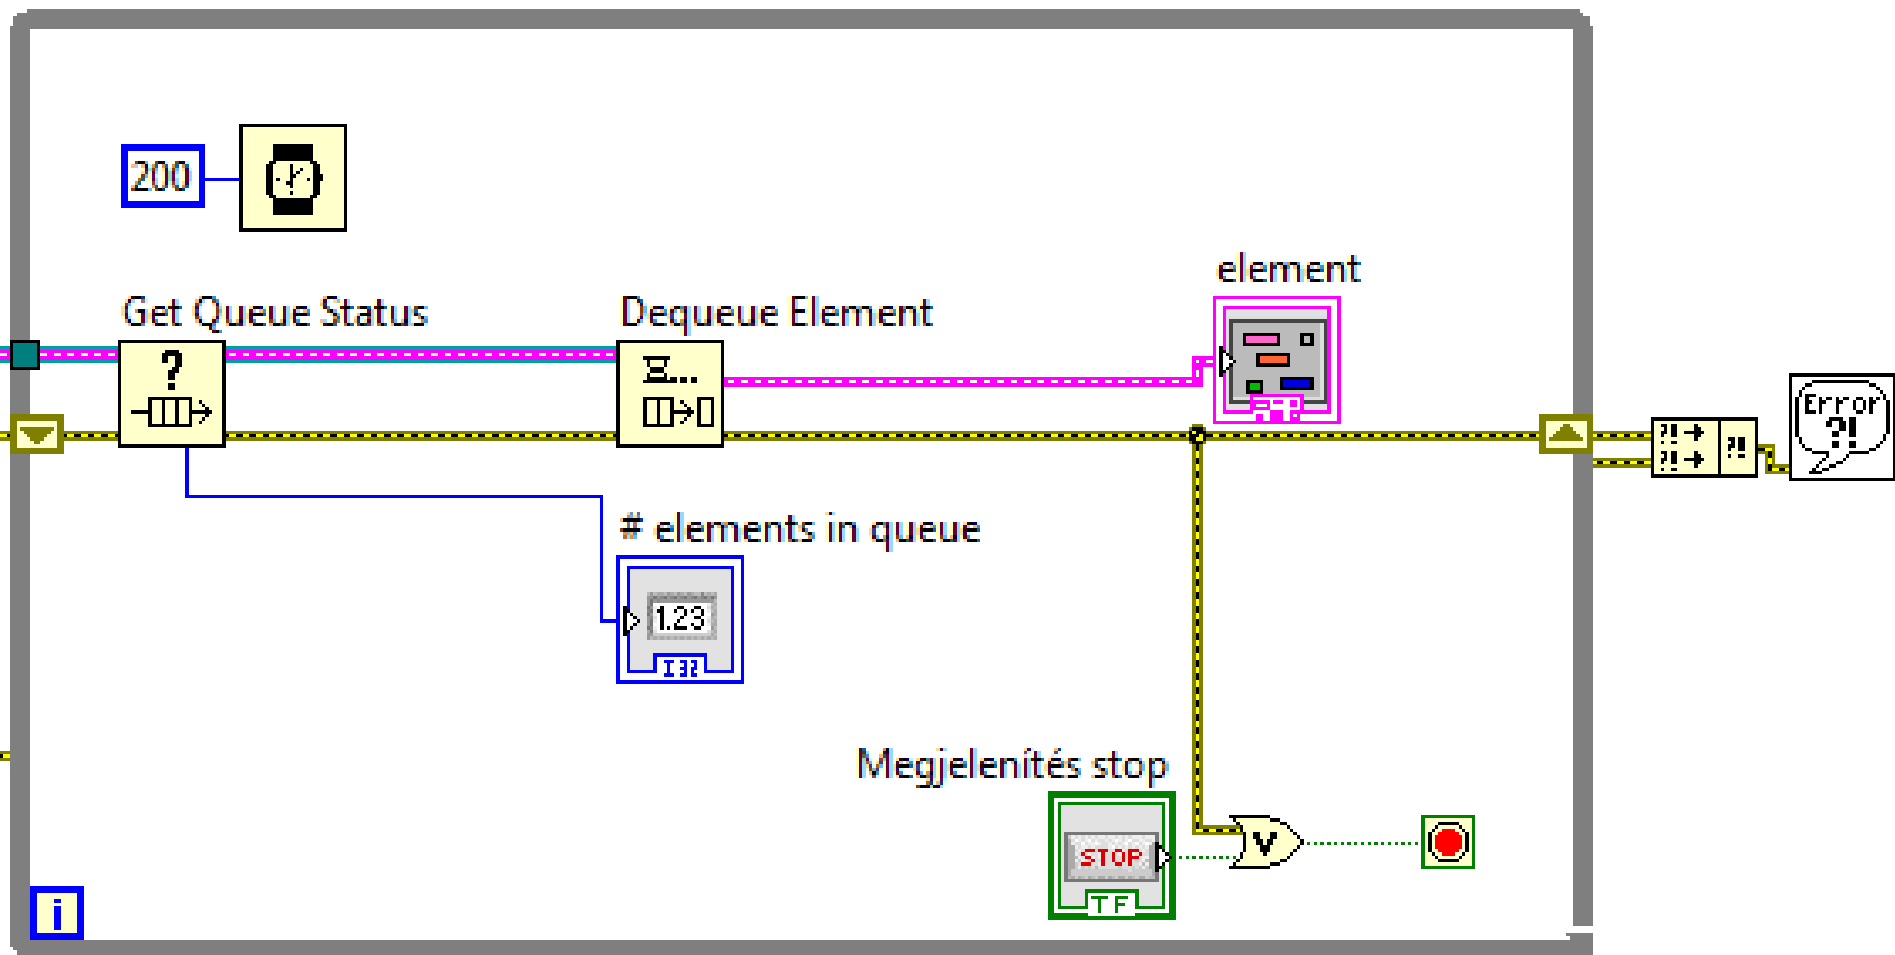 200
element
Get Queue Status
Dequeue Element
?
Error
?!
?!
?!
?!
# elements in queue
1.23
I32
Megjelenítés stop
V
STOP
TF
i